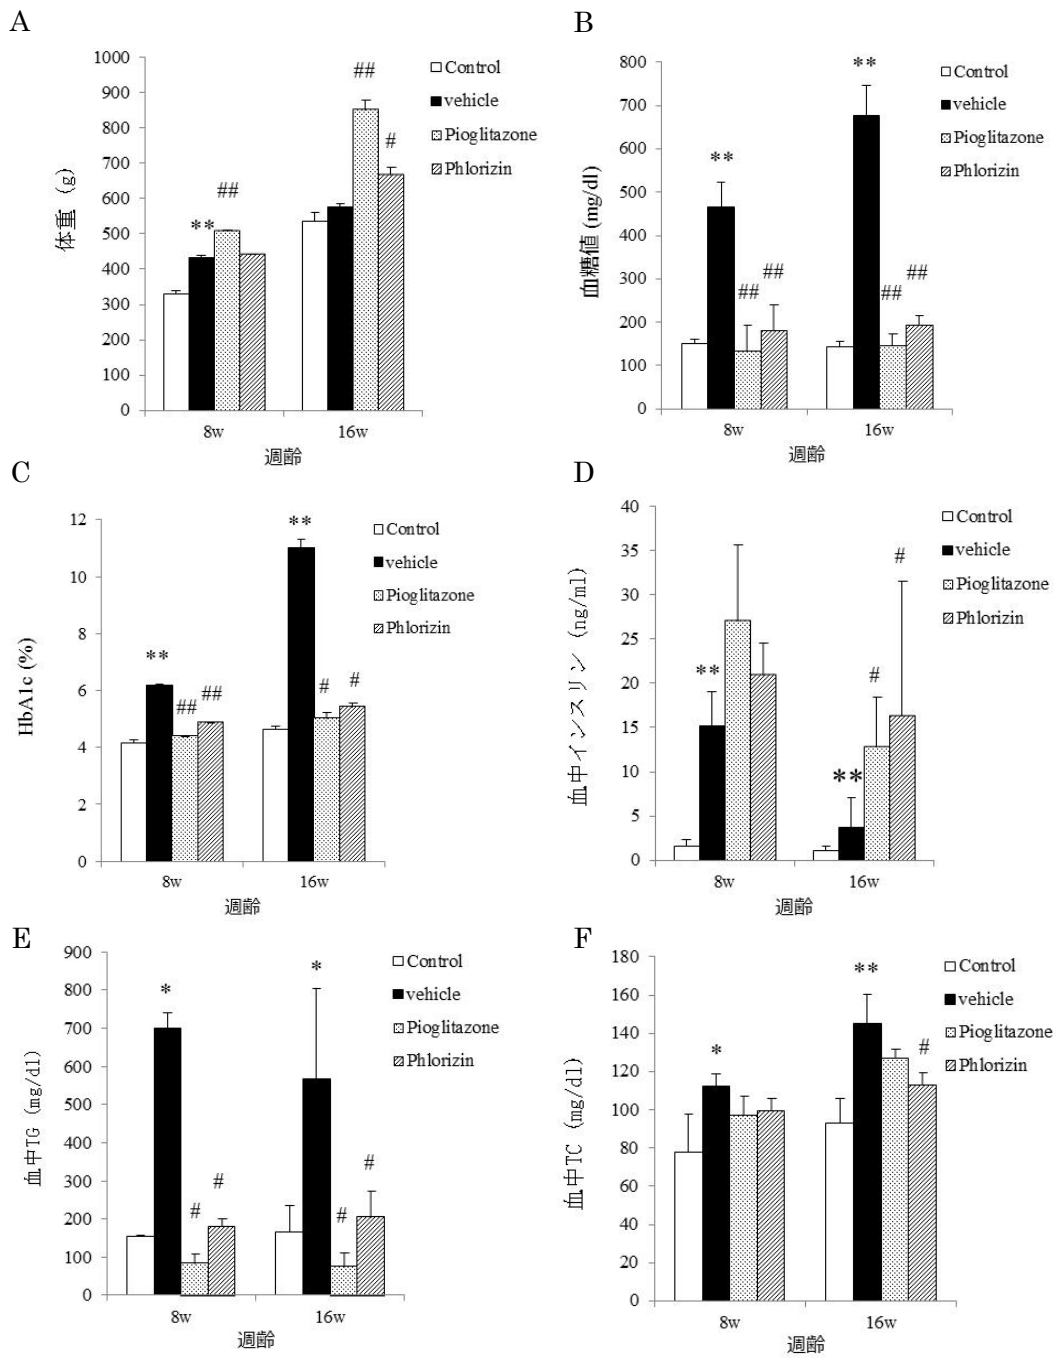 A
1000
900
800
700
600
500
400
300
200
100
0
体重 (g)
**
##
##
#
Control
vehicle
Pioglitazone
Phlorizin
8w
16w
週齢
B
800
700
600
500
400
300
200
100
0
血糖値 (mg/dl)
**
##
##
**
##
##
Control
vehicle
Pioglitazone
Phlorizin
8w
16w
週齢
C
12
10
8
6
4
2
0
HbA1c (%)
**
##
##
**
#
#
Control
vehicle
Pioglitazone
Phlorizin
8w
16w
週齢
D
40
35
30
25
20
15
10
5
0
血中インスリン (ng/ml)
**
**
#
#
Control
vehicle
Pioglitazone
Phlorizin
8w
16w
週齢
E
900
800
700
600
500
400
300
200
100
0
血中TG (mg/dl)
*
#
#
*
#
#
Control
vehicle
Pioglitazone
Phlorizin
8w
16w
週齢
F
180
160
140
120
100
80
60
40
20
0
血中TC (mg/dl)
*
**
#
Control
vehicle
Pioglitazone
Phlorizin
8w
16w
週齢